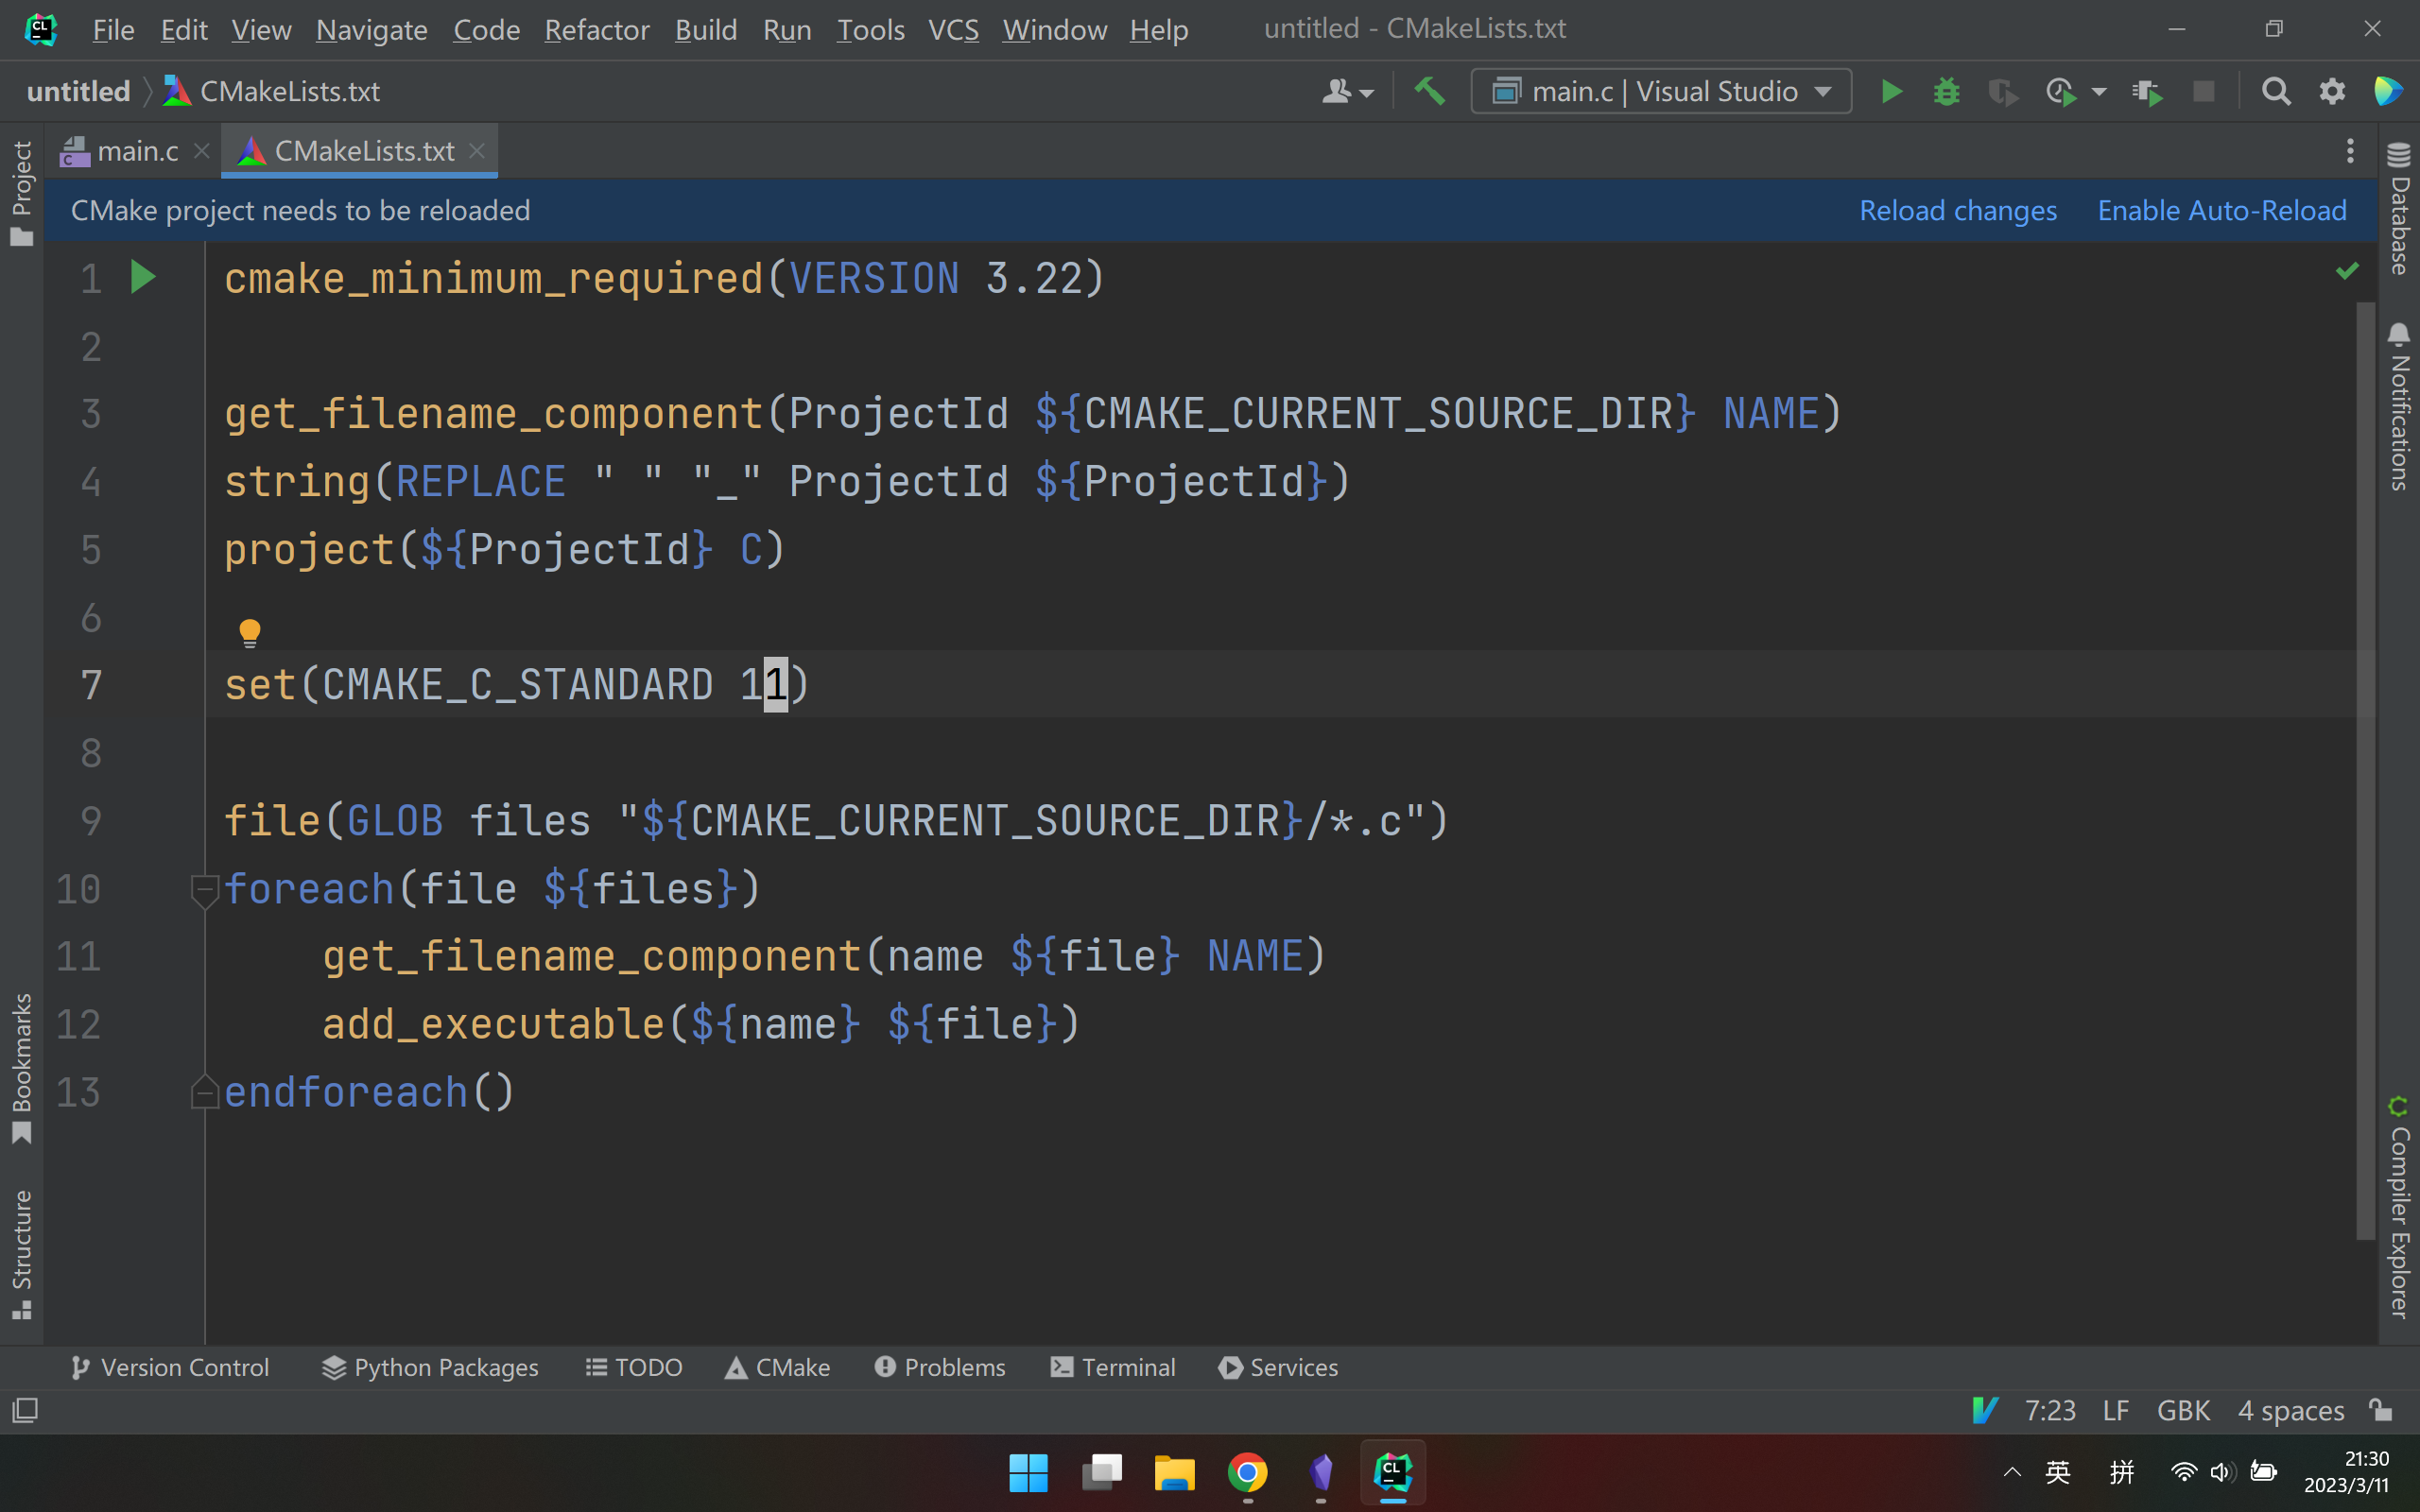 File Edit View Navigate Code Refactor Build Run Tools VCS Window Help untitled - CMakeLists.txt
untitled CMakeLists.txt main.c | Visual Studio
main.c CMakeLists.txt
CMake project needs to be reloaded Reload changes Enable Auto-Reload
1 cmake_minimum_required(VERSION 3.22)
2
3 get_filename_component(ProjectId ${CMAKE_CURRENT_SOURCE_DIR} NAME)
4 string(REPLACE " " "_" ProjectId ${ProjectId})
5 project(${ProjectId} C)
6
7 set(CMAKE_C_STANDARD 11)
8
9 file(GLOB files "${CMAKE_CURRENT_SOURCE_DIR}/*.c")
10 foreach(file ${files})
11     get_filename_component(name ${file} NAME)
12     add_executable(${name} ${file})
13 endforeach()
Project
Bookmarks
Structure
Database
Notifications
Compiler Explorer
Version Control Python Packages TODO CMake Problems Terminal Services
7:23 LF GBK 4 spaces
CL
英 拼 21:30
2023/3/11